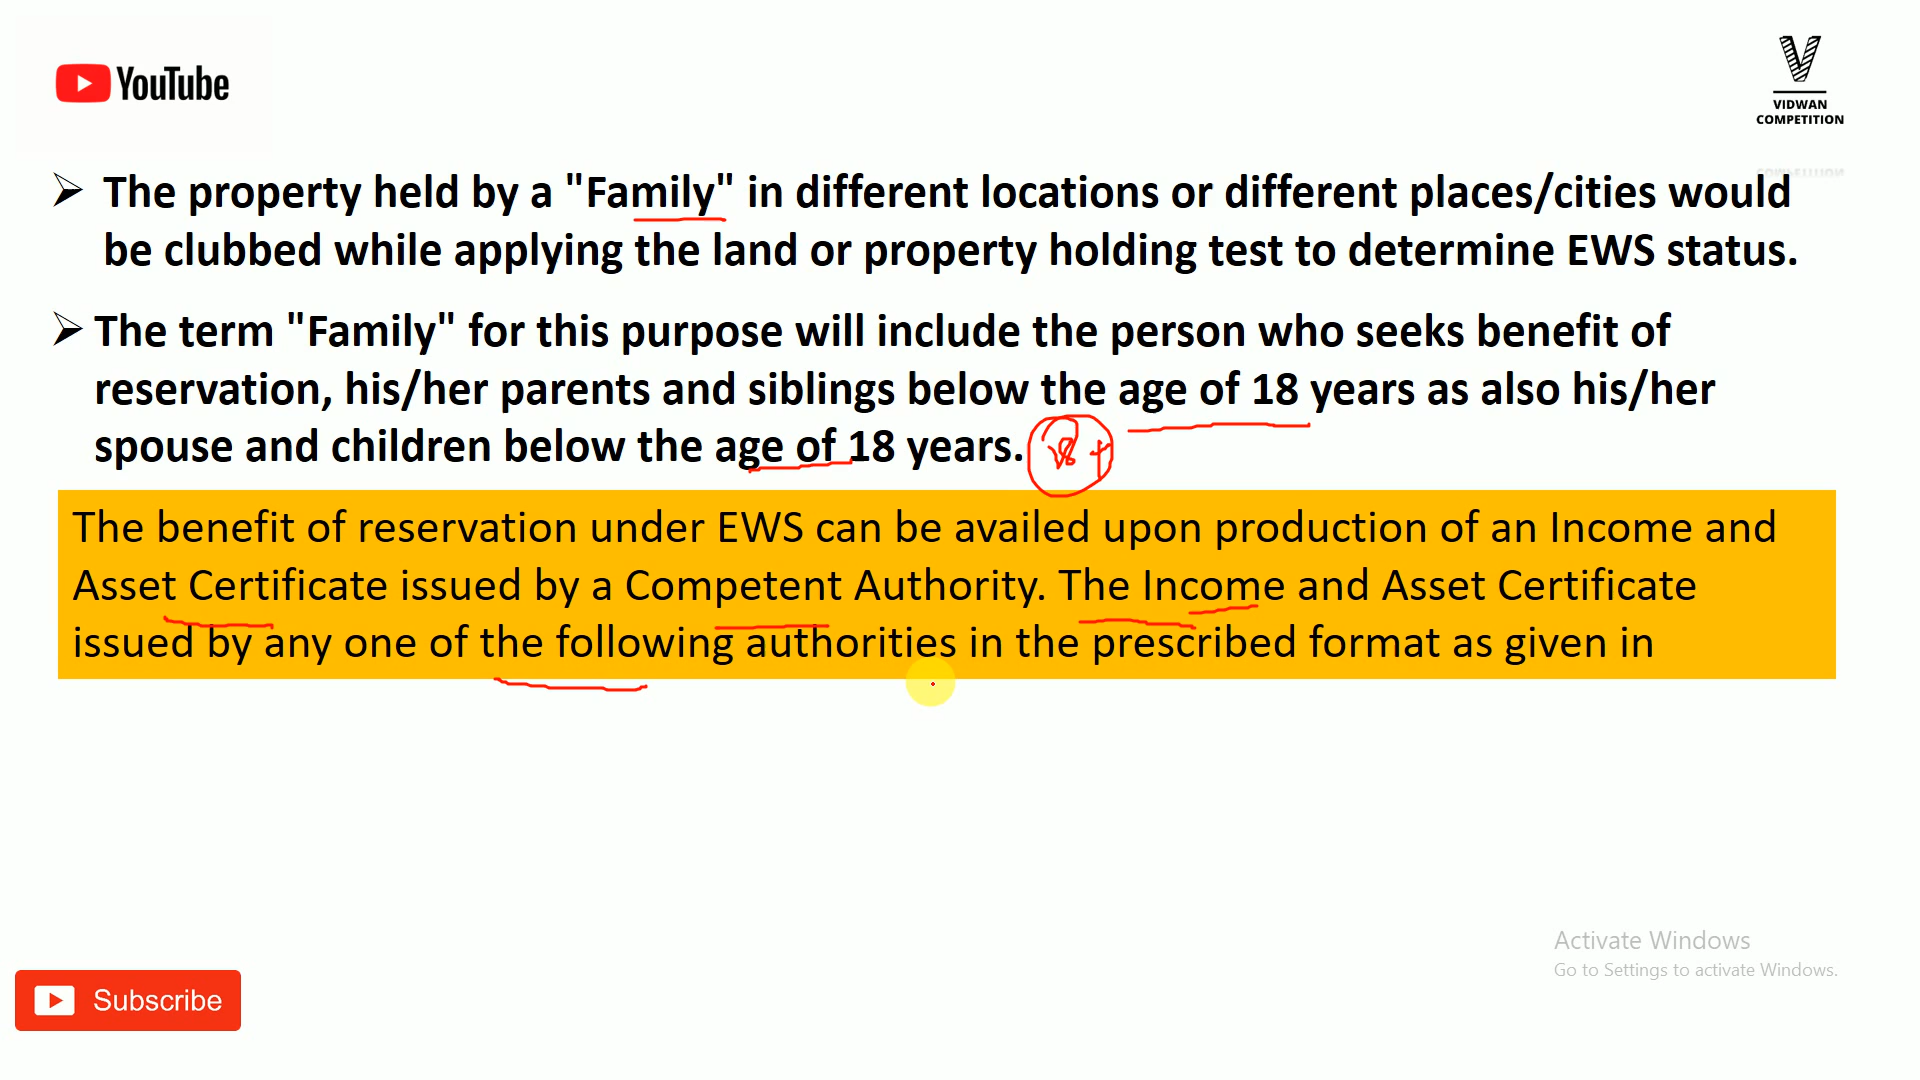 YouTube
VIDWAN
COMPETITION
➢ The property held by a "Family" in different locations or different places/cities would
be clubbed while applying the land or property holding test to determine EWS status.
➢ The term "Family" for this purpose will include the person who seeks benefit of
reservation, his/her parents and siblings below the age of 18 years as also his/her
spouse and children below the age of 18 years.
18 +
The benefit of reservation under EWS can be availed upon production of an Income and
Asset Certificate issued by a Competent Authority. The Income and Asset Certificate
issued by any one of the following authorities in the prescribed format as given in
Activate Windows
Go to Settings to activate Windows.
Subscribe